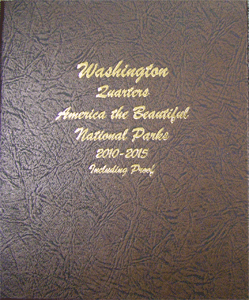 Washington
Quarters
America the Beautiful
National Parks
2010-2015
Including Proof